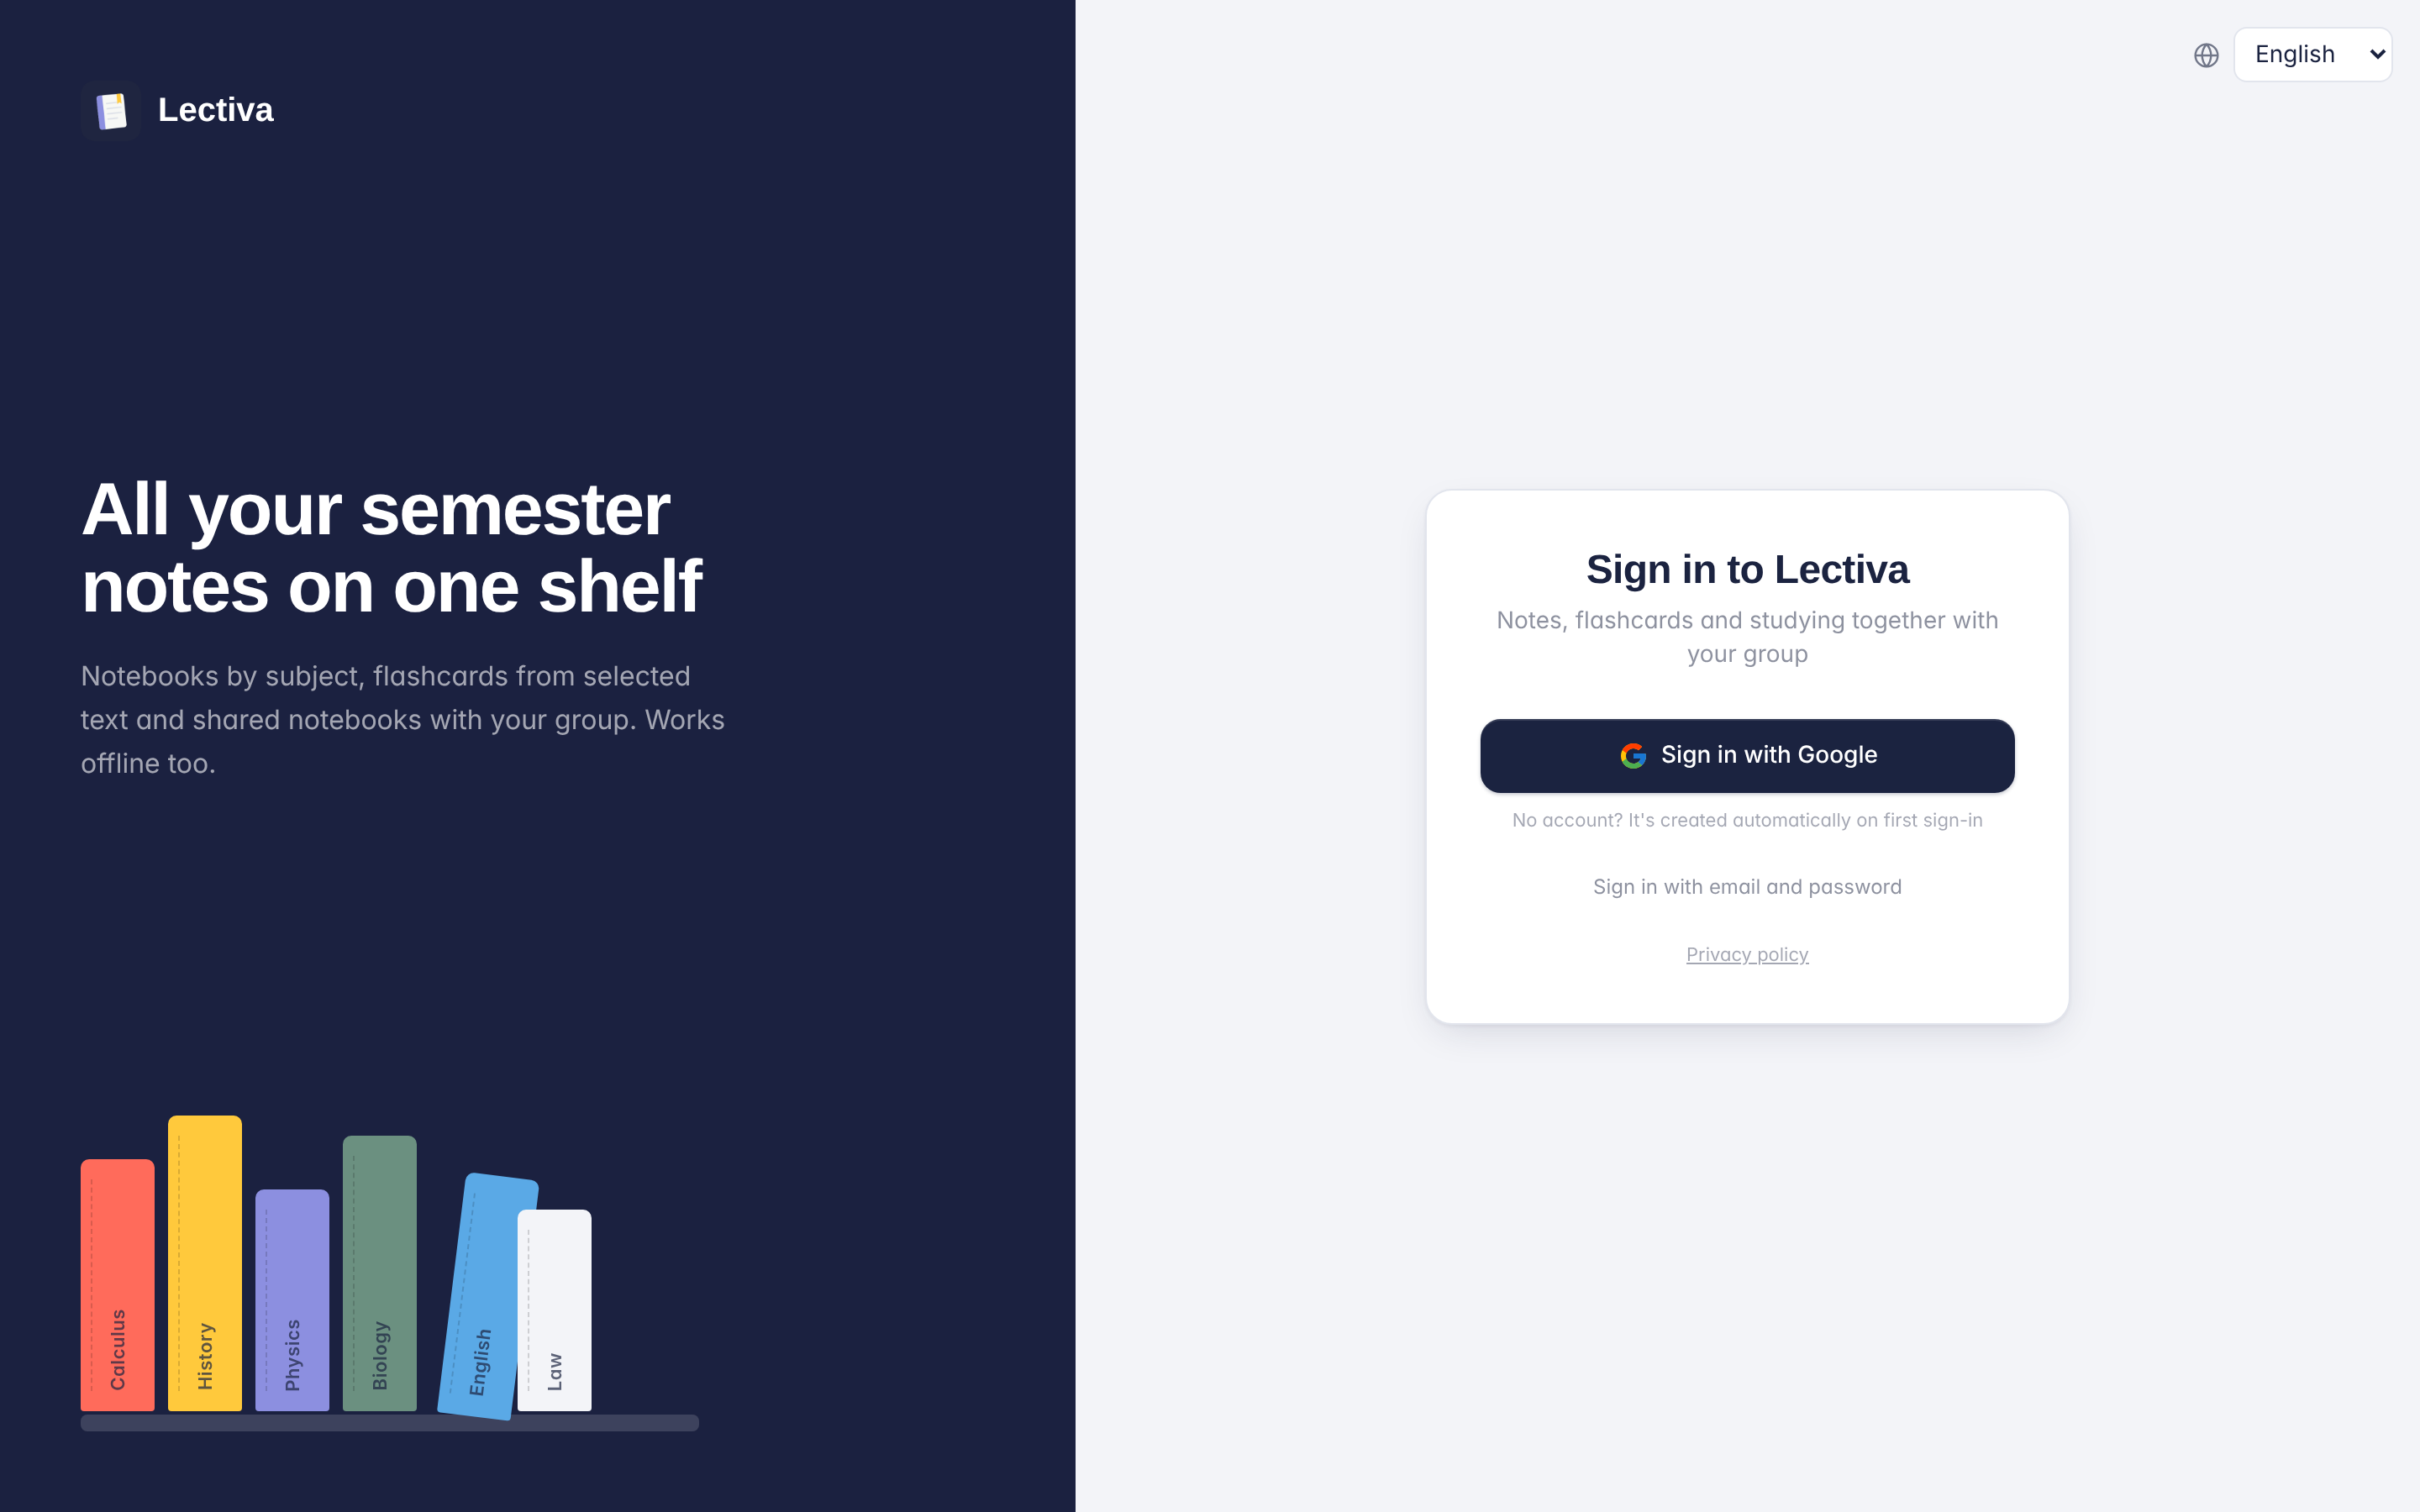 Lectiva
All your semester
notes on one shelf
Notebooks by subject, flashcards from selected
text and shared notebooks with your group. Works
offline too.
Calculus
History
Physics
Biology
English
Law
English
Sign in to Lectiva
Notes, flashcards and studying together with
your group
Sign in with Google
No account? It's created automatically on first sign-in
Sign in with email and password
Privacy policy